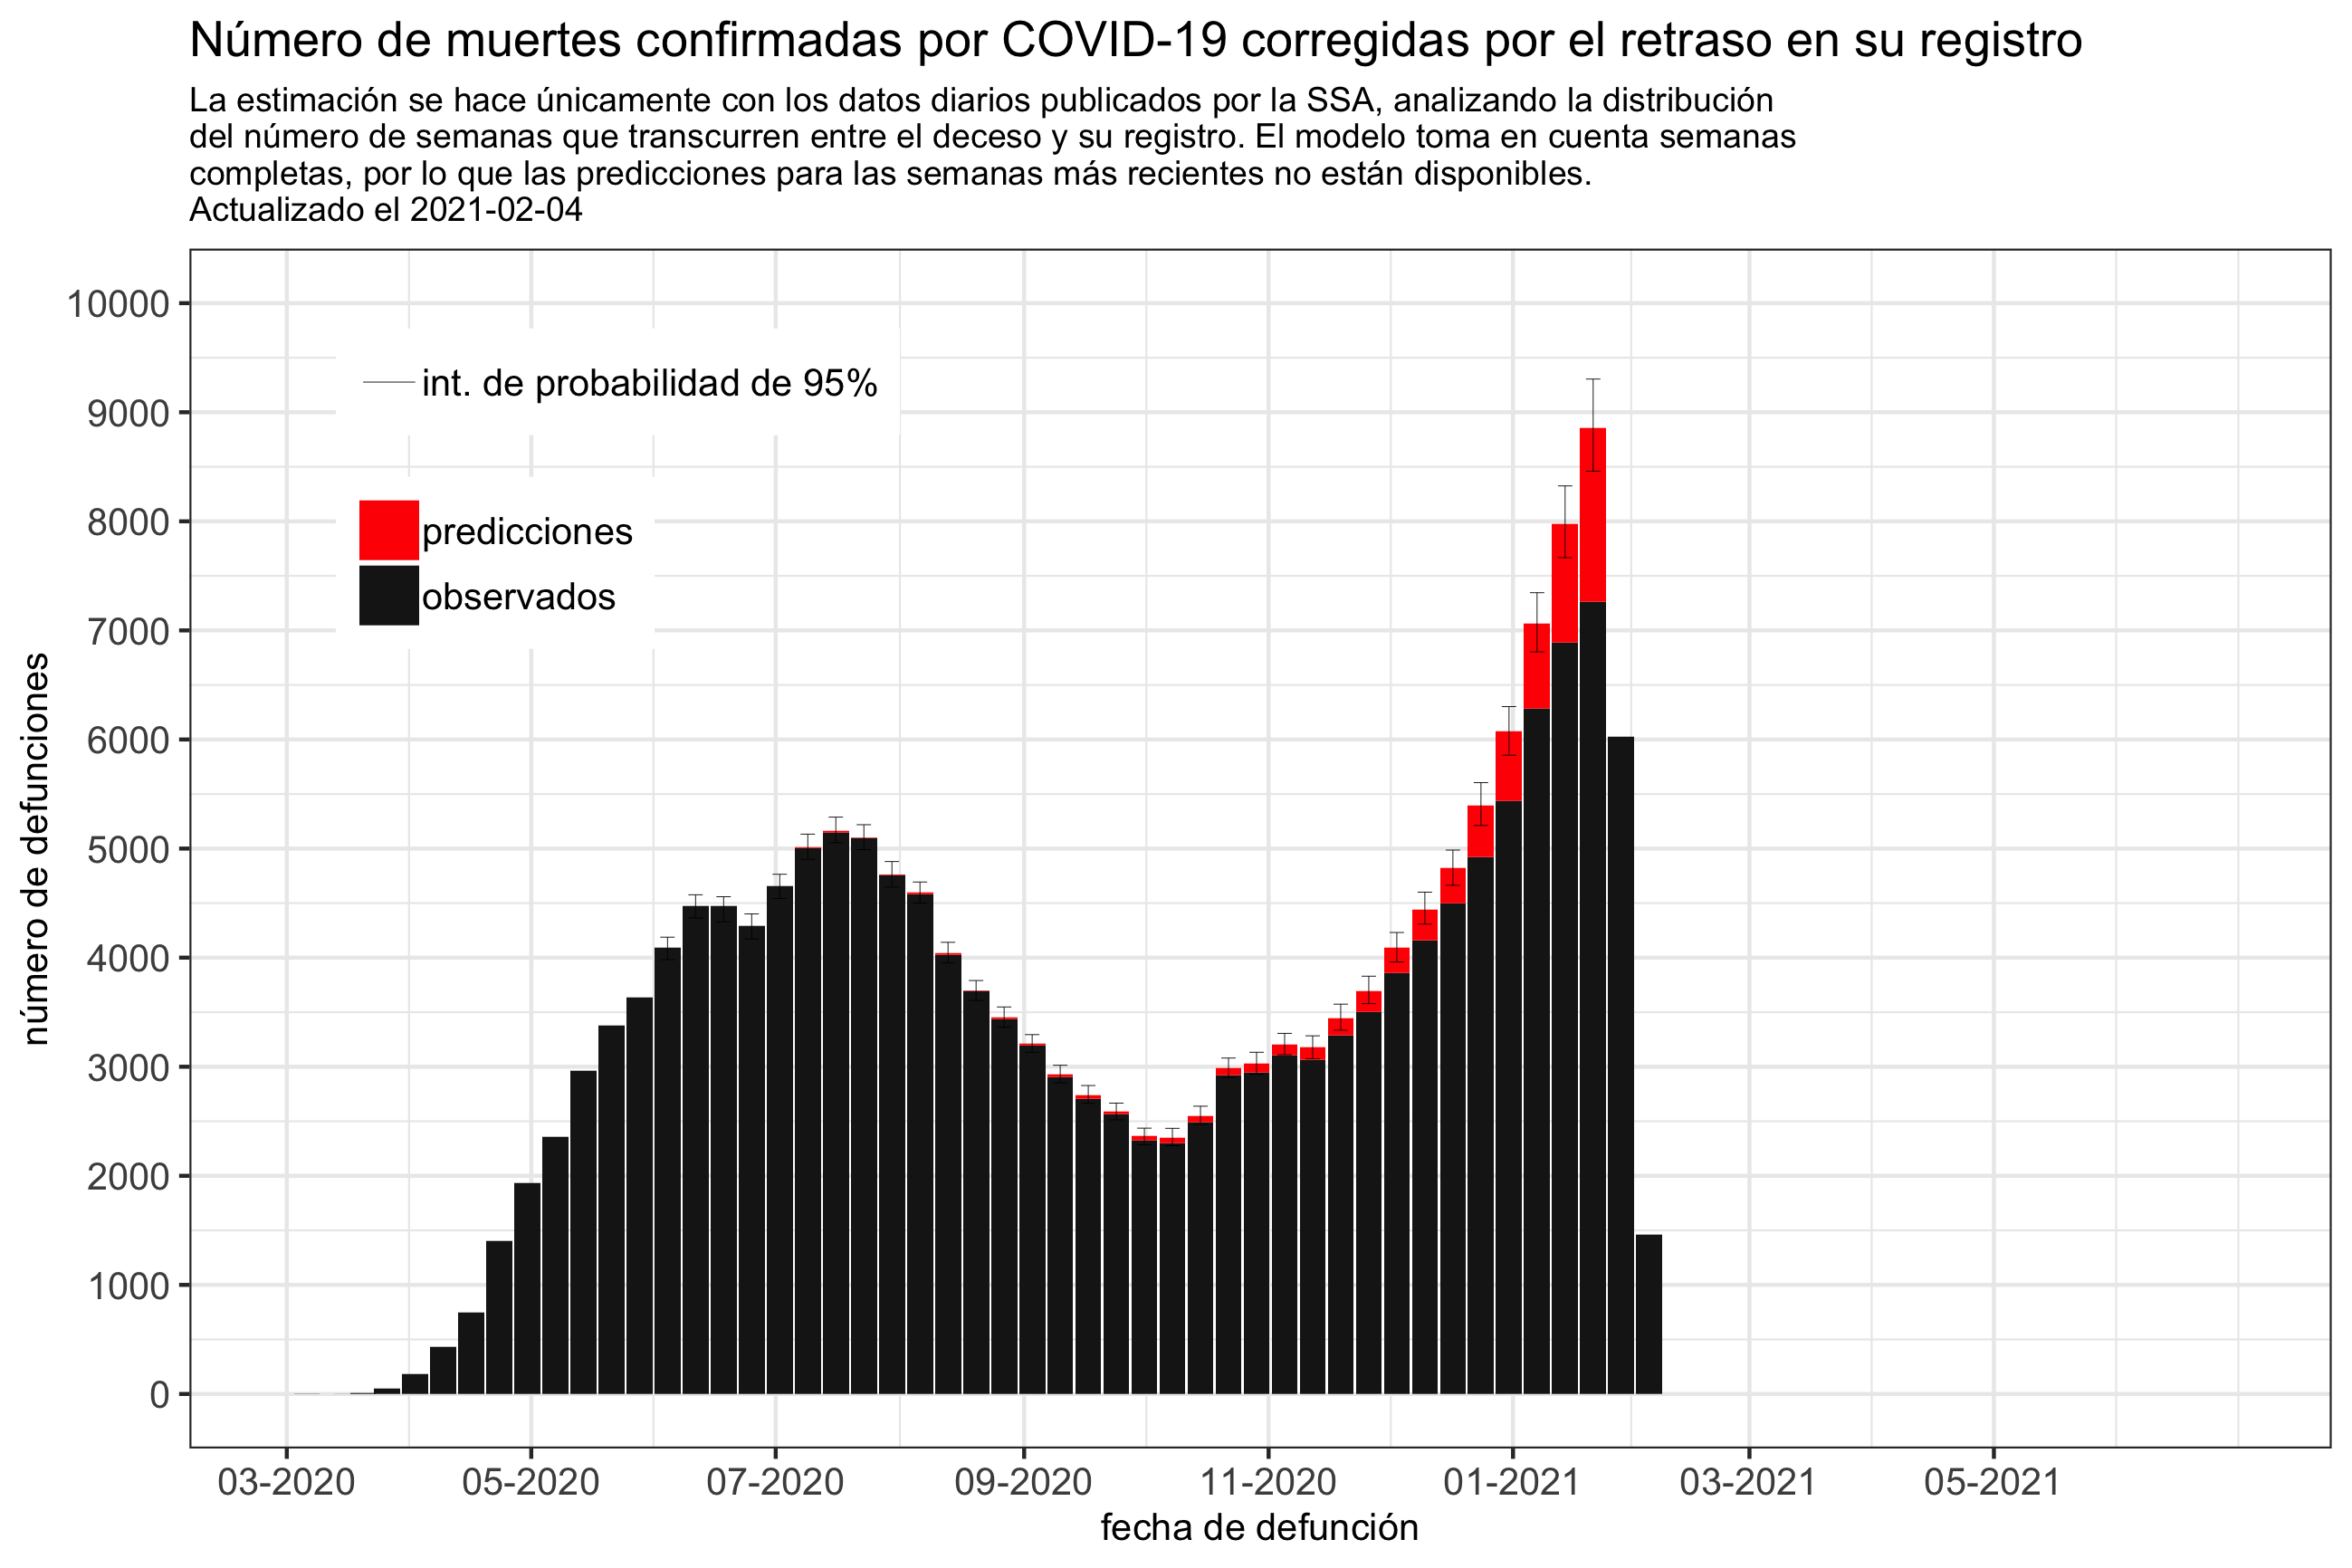 Número de muertes confirmadas por COVID-19 corregidas por el retraso en su registro
La estimación se hace únicamente con los datos diarios publicados por la SSA, analizando la distribución
del número de semanas que transcurren entre el deceso y su registro. El modelo toma en cuenta semanas
completas, por lo que las predicciones para las semanas más recientes no están disponibles.
Actualizado el 2021-02-04
10000
9000
8000
7000
6000
5000
4000
3000
2000
1000
0
número de defunciones
int. de probabilidad de 95%
predicciones
observados
03-2020
05-2020
07-2020
09-2020
11-2020
01-2021
03-2021
05-2021
fecha de defunción